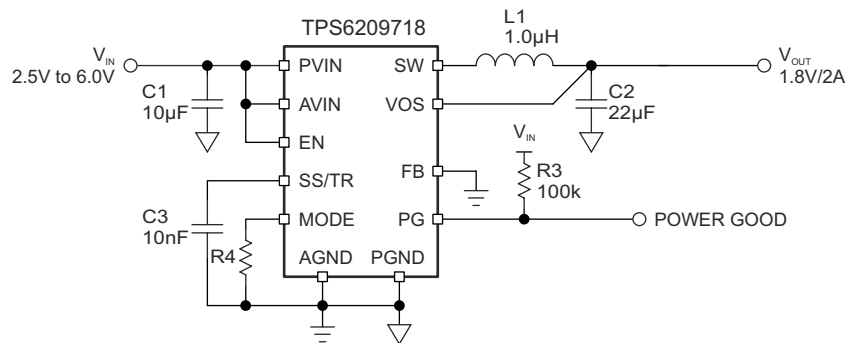 TPS6209718
L1
1.0μH
VIN
2.5V to 6.0V
PVIN
SW
VOUT
1.8V/2A
C1
10μF
AVIN
VOS
C2
22μF
EN
VIN
SS/TR
FB
R3
100k
C3
10nF
MODE
PG
POWER GOOD
R4
AGND
PGND